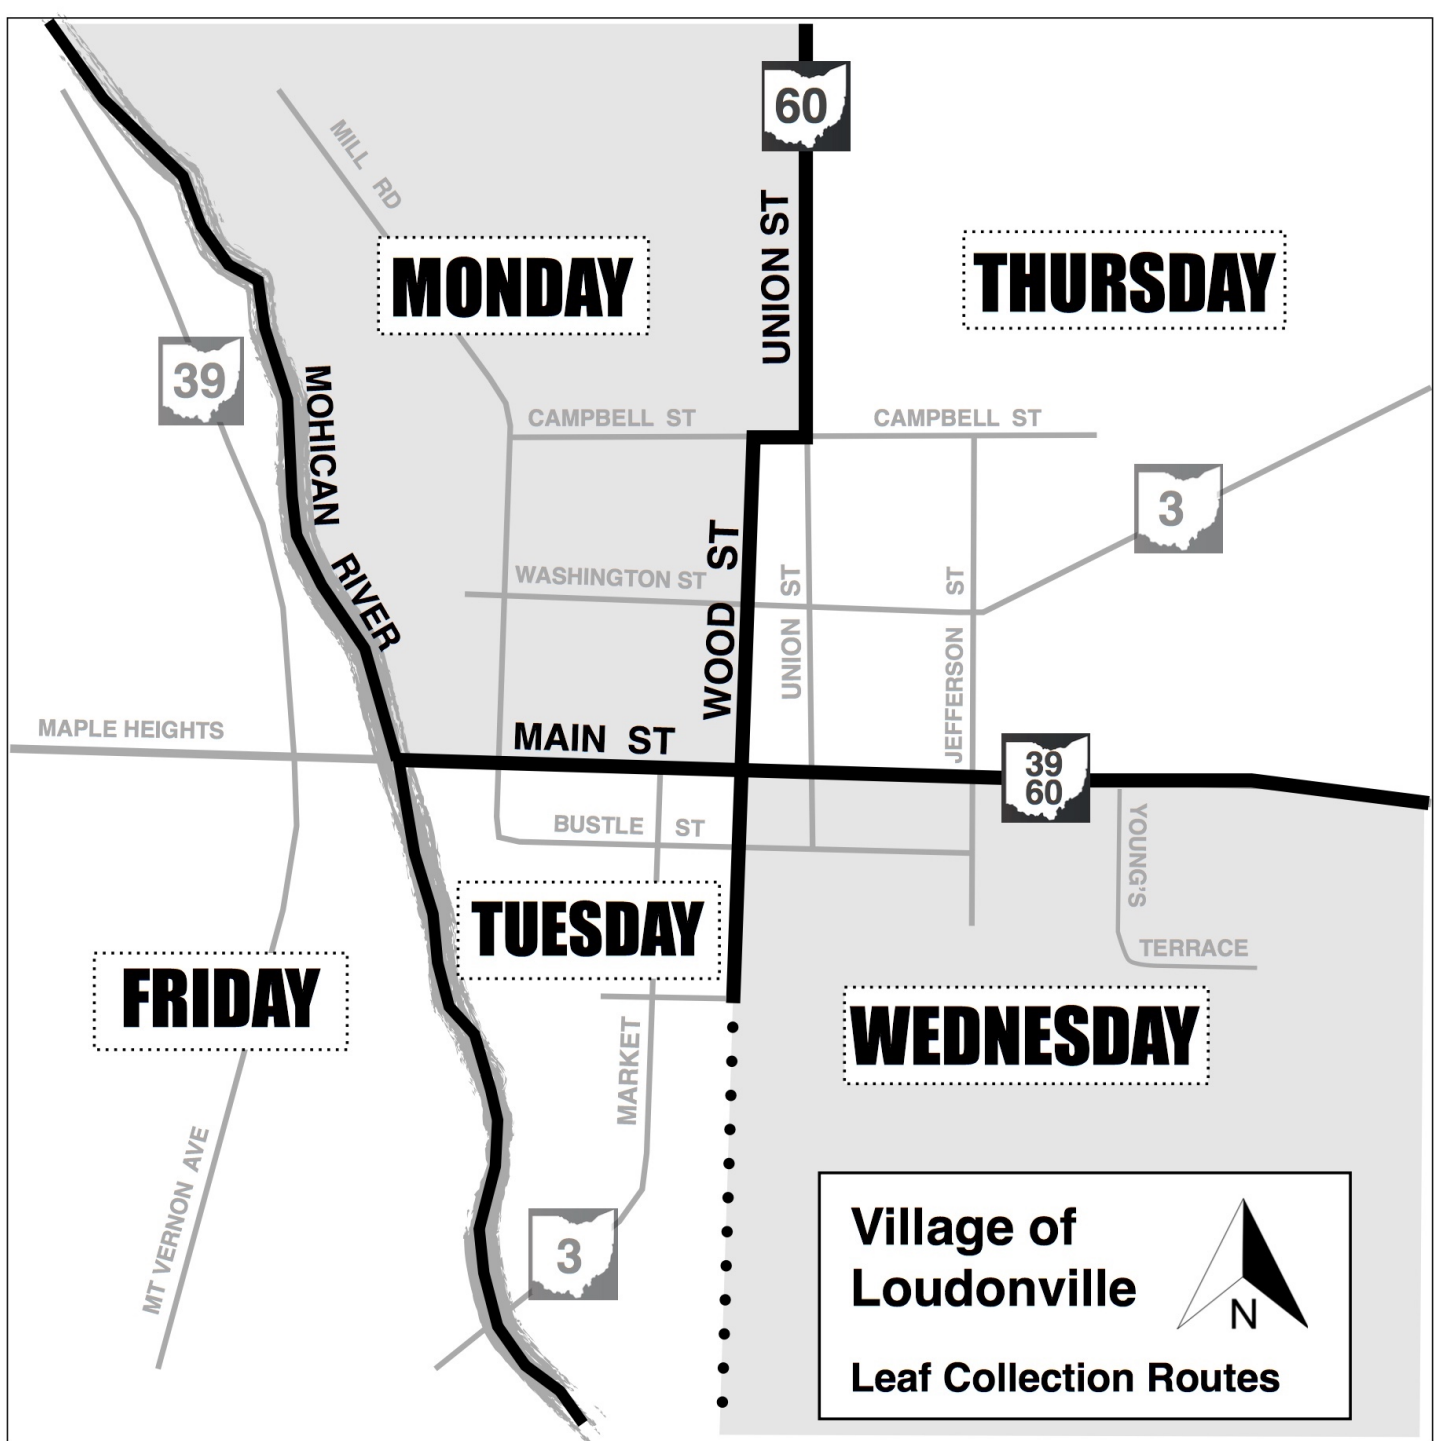 60
MILL RD
UNION ST
MONDAY
THURSDAY
39
MOHICAN RIVER
CAMPBELL ST
CAMPBELL ST
3
WASHINGTON ST
WOOD ST
UNION ST
JEFFERSON ST
MAPLE HEIGHTS
MAIN ST
39
60
BUSTLE ST
YOUNG'S
TERRACE
TUESDAY
FRIDAY
WEDNESDAY
MARKET
MT VERNON AVE
3
Village of
Loudonville
N
Leaf Collection Routes